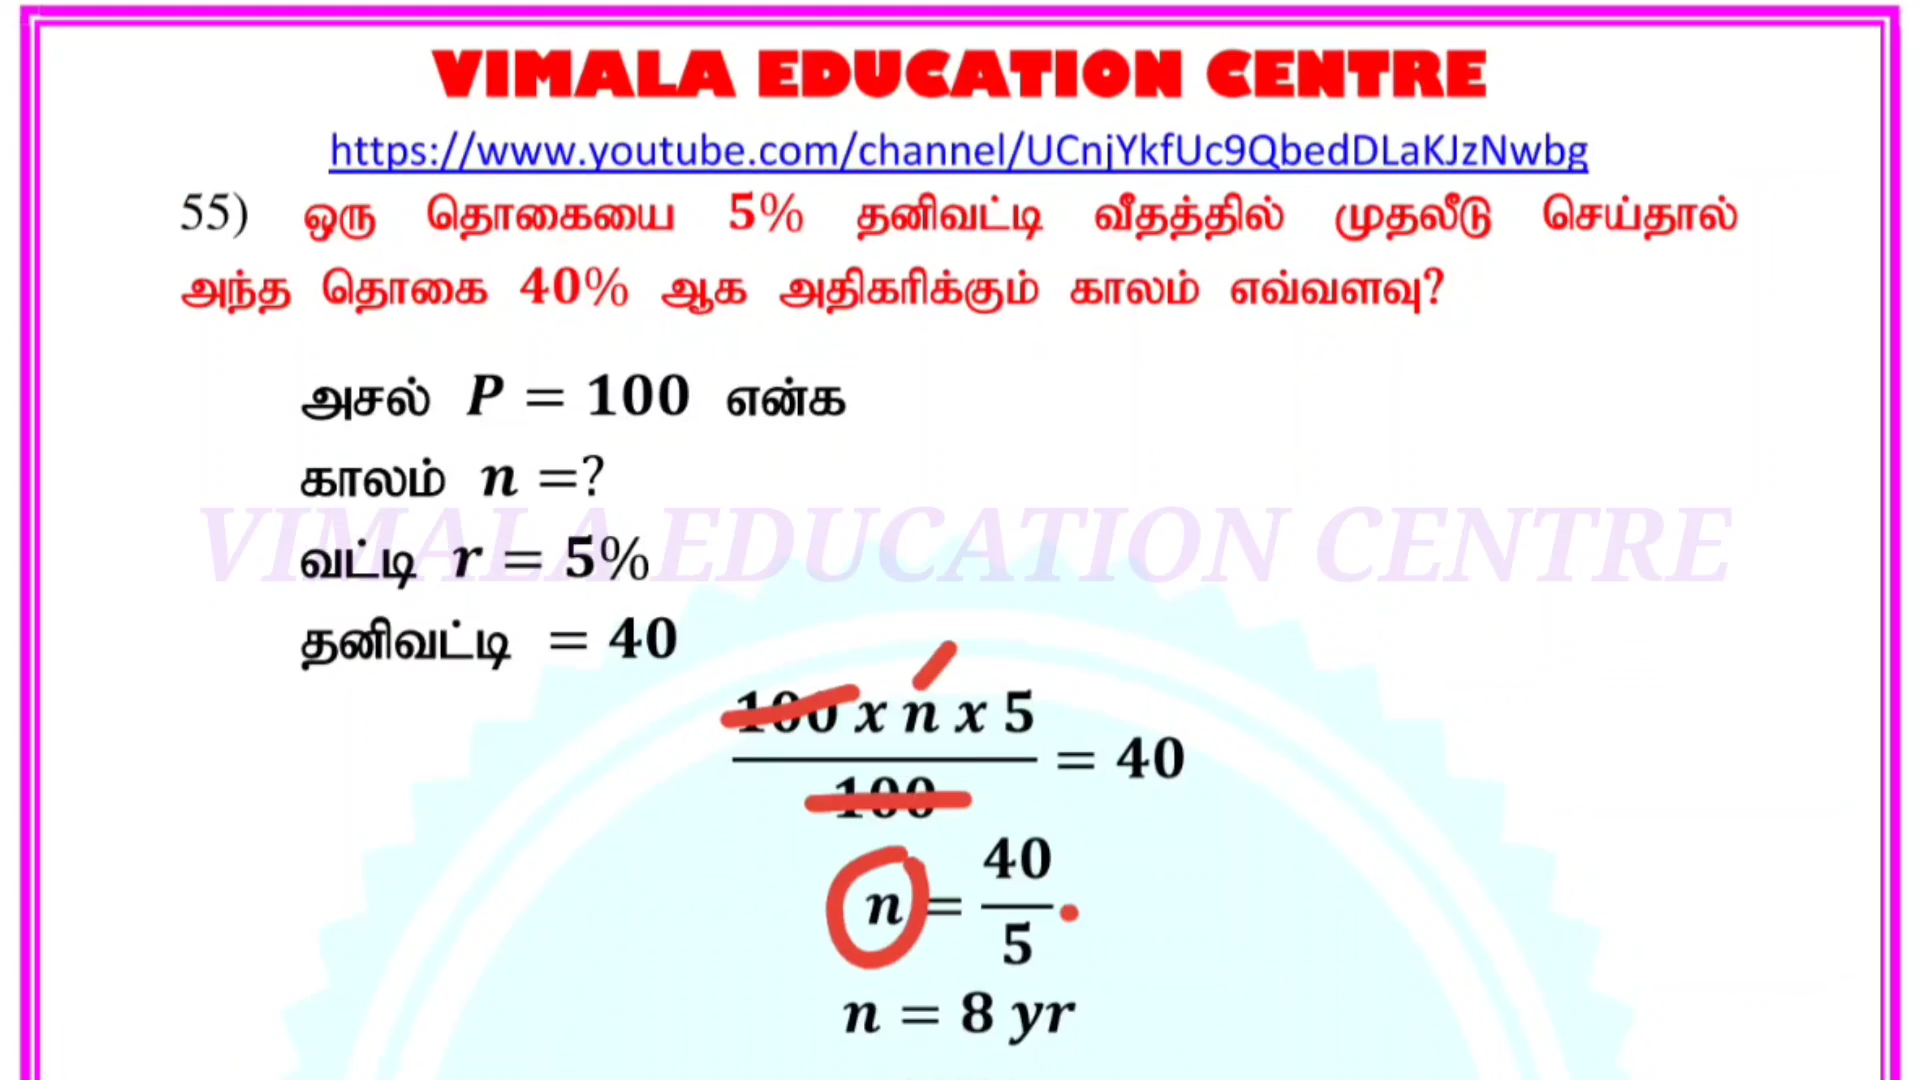 VIMALA EDUCATION CENTRE
https://www.youtube.com/channel/UCnjYkfUc9QbedDLaKJzNwbg
55) ஒரு தொகையை 5% தனிவட்டி வீதத்தில் முதலீடு செய்தால்
அந்த தொகை 40% ஆக அதிகரிக்கும் காலம் எவ்வளவு?
அசல் P = 100 என்க
காலம் n =?
VIMALA EDUCATION CENTRE
வட்டி r = 5%
தனிவட்டி = 40
100 x n x 5
= 40
100
40
n =
5
n = 8 yr